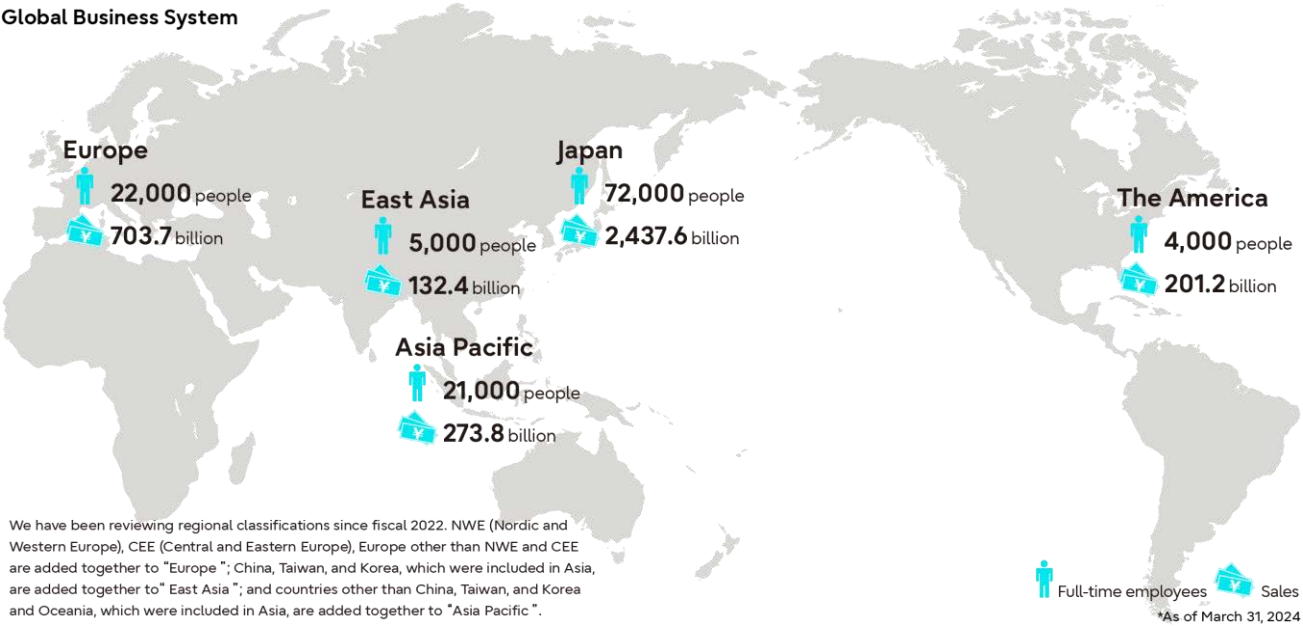 Global Business System
Europe
22,000 people
¥ 703.7 billion
East Asia
5,000 people
¥ 132.4 billion
Japan
72,000 people
¥ 2,437.6 billion
The America
4,000 people
¥ 201.2 billion
Asia Pacific
21,000 people
¥ 273.8 billion
We have been reviewing regional classifications since fiscal 2022. NWE (Nordic and
Western Europe), CEE (Central and Eastern Europe), Europe other than NWE and CEE
are added together to “Europe ”; China, Taiwan, and Korea, which were included in Asia,
are added together to“ East Asia ”; and countries other than China, Taiwan, and Korea
and Oceania, which were included in Asia, are added together to “Asia Pacific ”.
Full-time employees ¥ Sales
*As of March 31, 2024